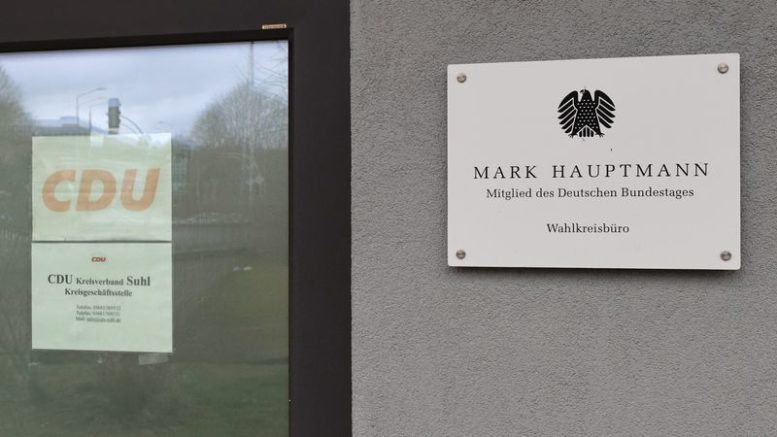 CDU
CDU
CDU Kreisverband Suhl
Kreisgeschäftsstelle
MARK HAUPTMANN
Mitglied des Deutschen Bundestages
Wahlkreisbüro